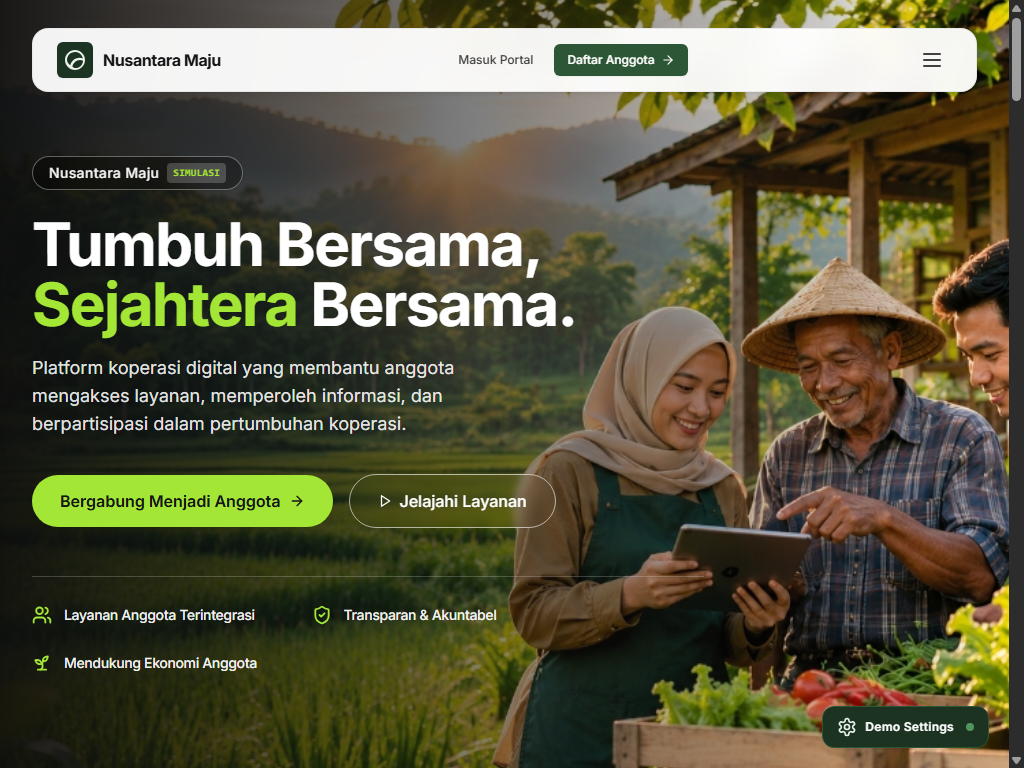 Nusantara Maju
Masuk Portal
Daftar Anggota
Nusantara Maju SIMULASI
Tumbuh Bersama,
Sejahtera Bersama.
Platform koperasi digital yang membantu anggota
mengakses layanan, memperoleh informasi, dan
berpartisipasi dalam pertumbuhan koperasi.
Bergabung Menjadi Anggota
Jelajahi Layanan
Layanan Anggota Terintegrasi
Transparan & Akuntabel
Mendukung Ekonomi Anggota
Demo Settings